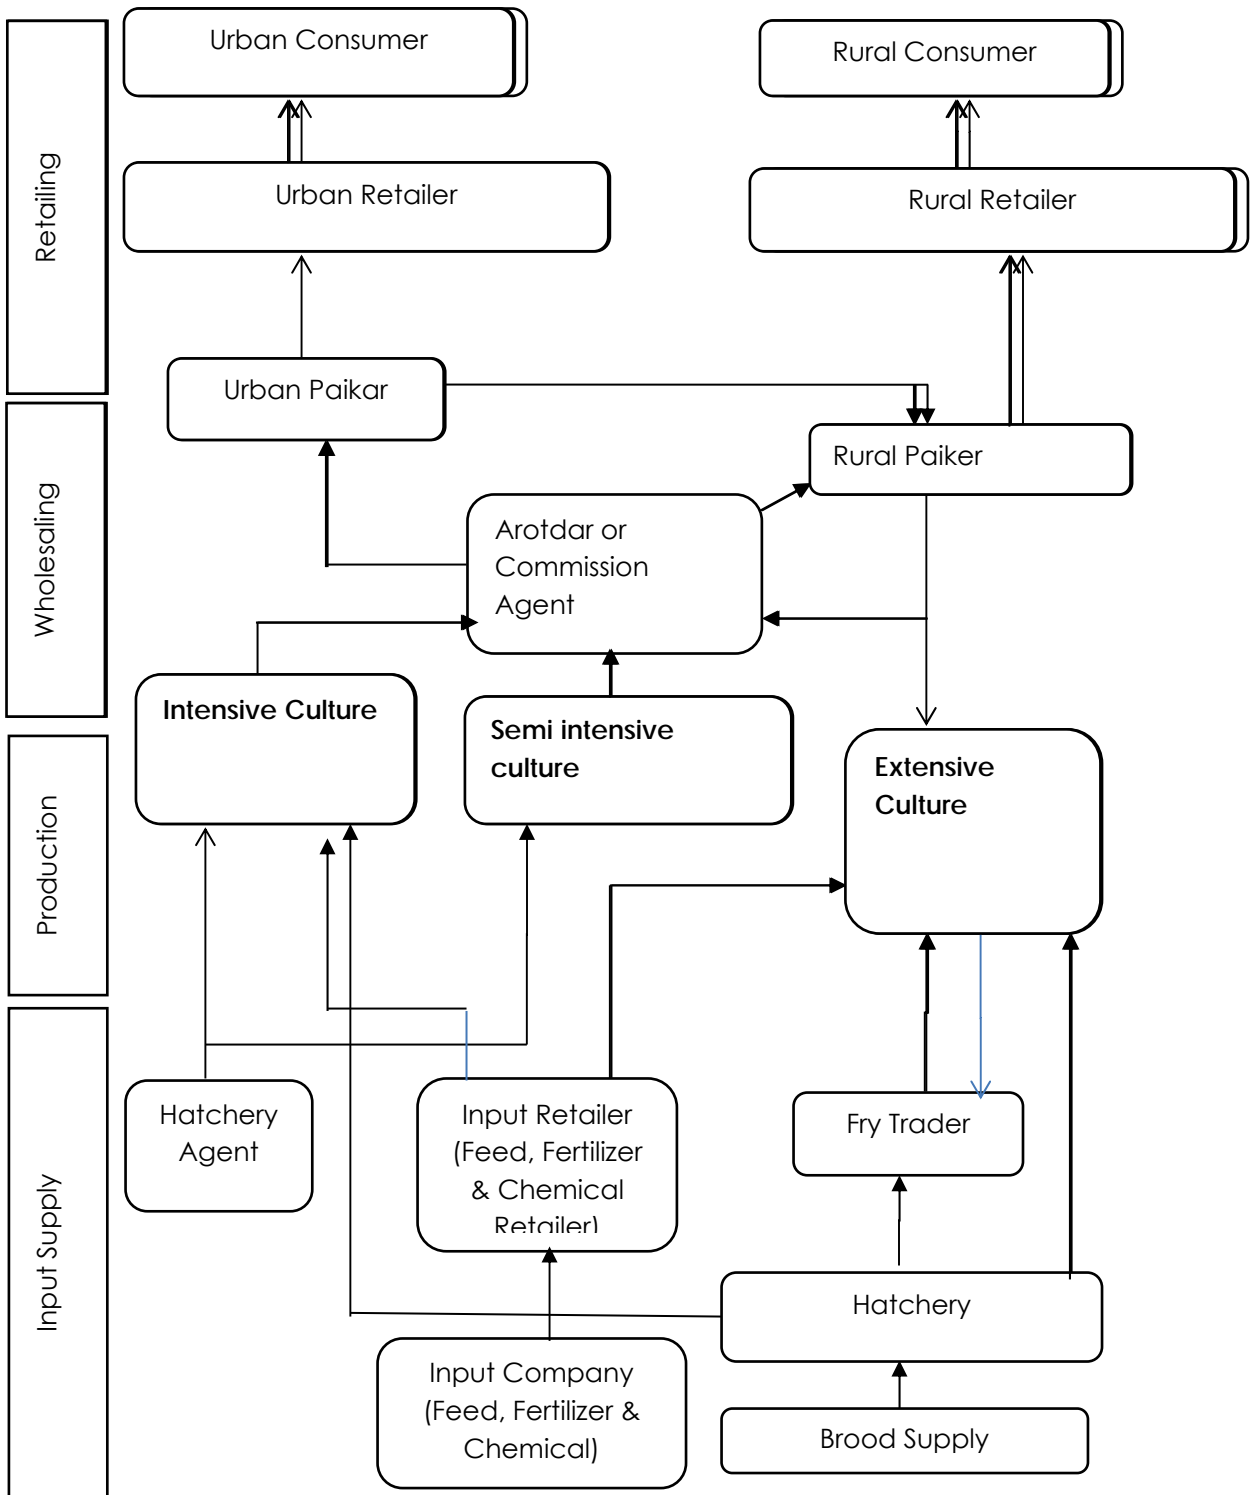 Urban Consumer
Rural Consumer
Retailing
Urban Retailer
Rural Retailer
Urban Paikar
Rural Paiker
Wholesaling
Arotdar or
Commission
Agent
Intensive Culture
Semi intensive
culture
Extensive
Culture
Production
Hatchery
Agent
Input Retailer
(Feed, Fertilizer
& Chemical
Retailer)
Fry Trader
Input Supply
Hatchery
Input Company
(Feed, Fertilizer &
Chemical)
Brood Supply